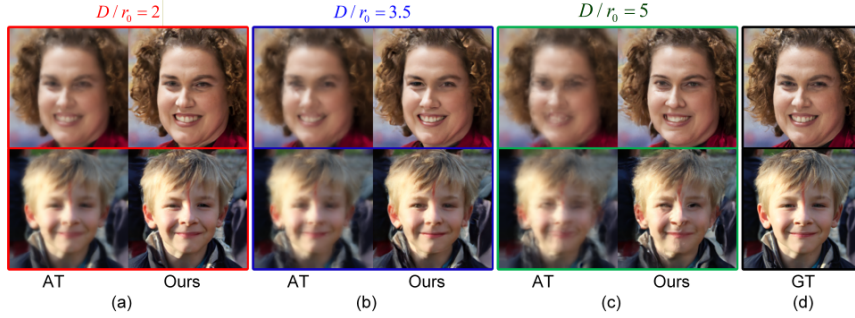 D / r₀ = 2
D / r₀ = 3.5
D / r₀ = 5
AT Ours AT Ours AT Ours GT
(a) (b) (c) (d)